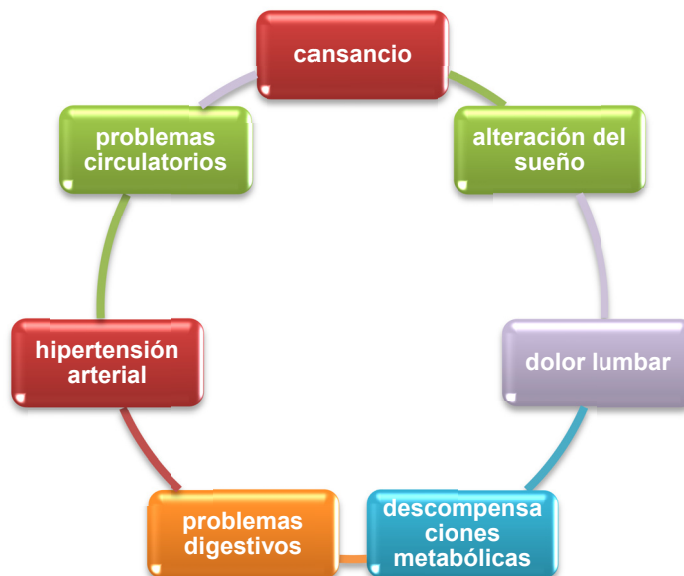 cansancio
alteración del
sueño
dolor lumbar
descompensa
ciones
metabólicas
problemas
digestivos
hipertensión
arterial
problemas
circulatorios